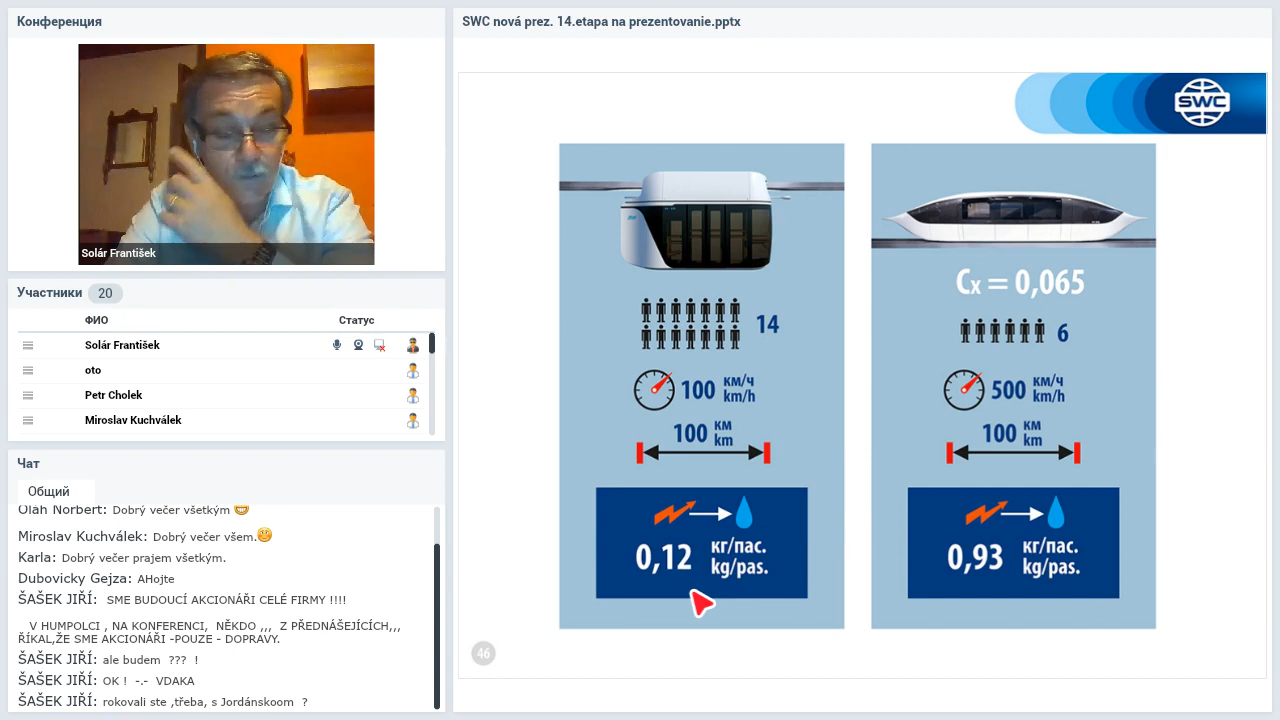 Конференция
Solár František
Участники 20
ФИО Статус
Solár František
oto
Petr Cholek
Miroslav Kuchválek
Чат
Общий
Olah Norbert: Dobrý večer všetkým
Miroslav Kuchválek: Dobrý večer všem.
Karla: Dobrý večer prajem všetkým.
Dubovicky Gejza: AHojte
ŠAŠEK JIŘÍ: SME BUDOUCÍ AKCIONÁŘI CELÉ FIRMY !!!!
V HUMPOLCI , NA KONFERENCI, NĚKDO ,,, Z PŘEDNÁŠEJÍCÍCH,,,
ŘÍKAL,ŽE SME AKCIONÁŘI -POUZE - DOPRAVY.
ŠAŠEK JIŘÍ: ale budem ??? !
ŠAŠEK JIŘÍ: OK ! -.- VDAKA
ŠAŠEK JIŘÍ: rokovali ste ,třeba, s Jordánskoom ?
SWC nová prez. 14.etapa na prezentovanie.pptx
SWC
14
100 км/ч km/h
100 км km
0,12 кг/пас. kg/pas.
Cx = 0,065
6
500 км/ч km/h
100 км km
0,93 кг/пас. kg/pas.
46